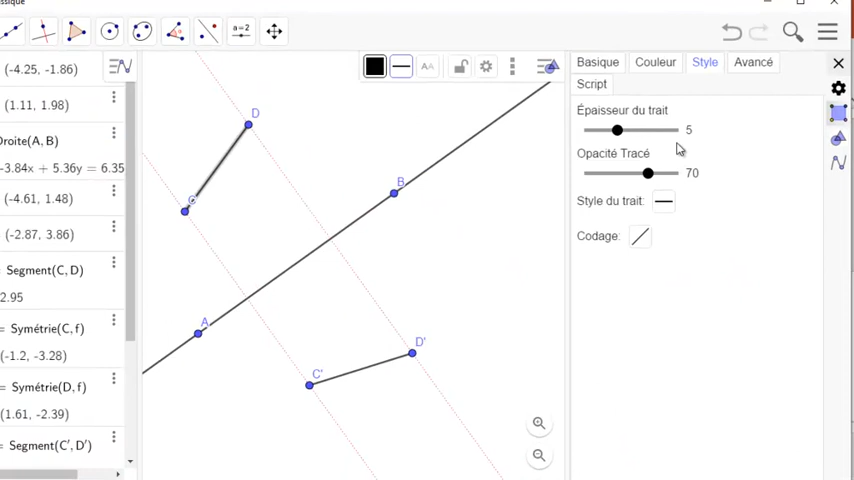 ssique
a=2
(-4.25, -1.86)
(1.11, 1.98)
Droite(A, B)
-3.84x + 5.36y = 6.35
(-4.61, 1.48)
(-2.87, 3.86)
= Segment(C, D)
2.95
= Symétrie(C, f)
(-1.2, -3.28)
= Symétrie(D, f)
(1.61, -2.39)
= Segment(C′, D′)
AA
D
B
A
D'
C'
Basique Couleur Style Avancé
Script
Épaisseur du trait
5
Opacité Tracé
70
Style du trait:
Codage: